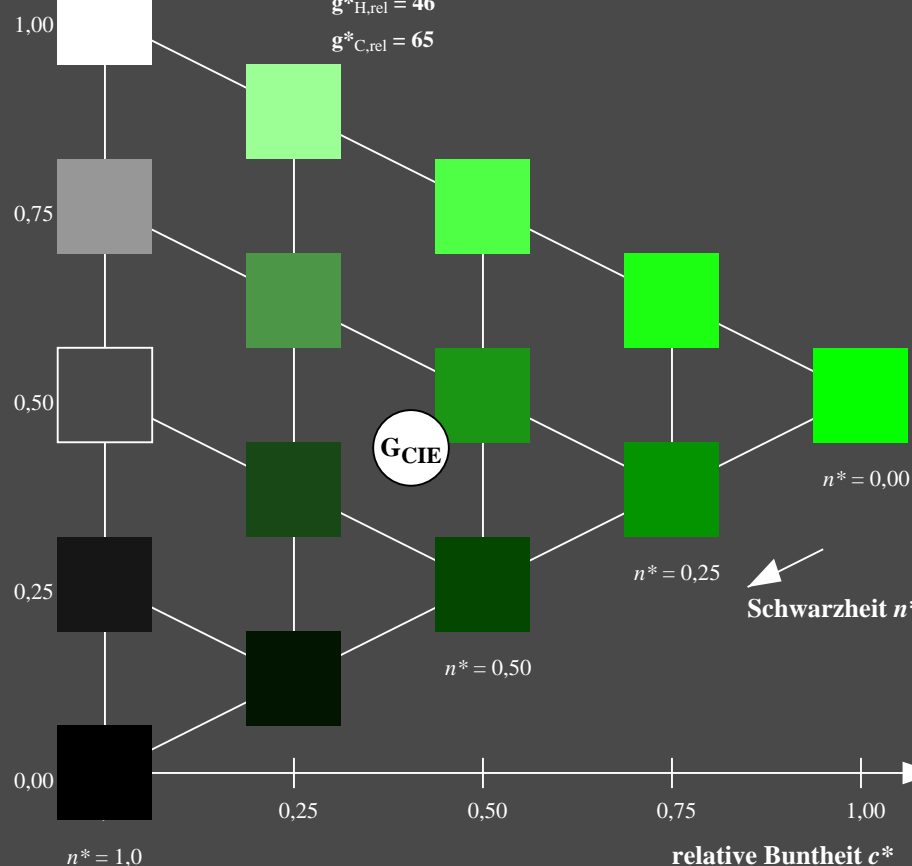 g*H,rel = 46
1,00
g*C,rel = 65
0,75
0,50
GCIE
n* = 0,00
n* = 0,25
0,25
Schwarzheit n*
n* = 0,50
0,00
0,25 0,50 0,75 1,00
n* = 1,0
relative Buntheit c*